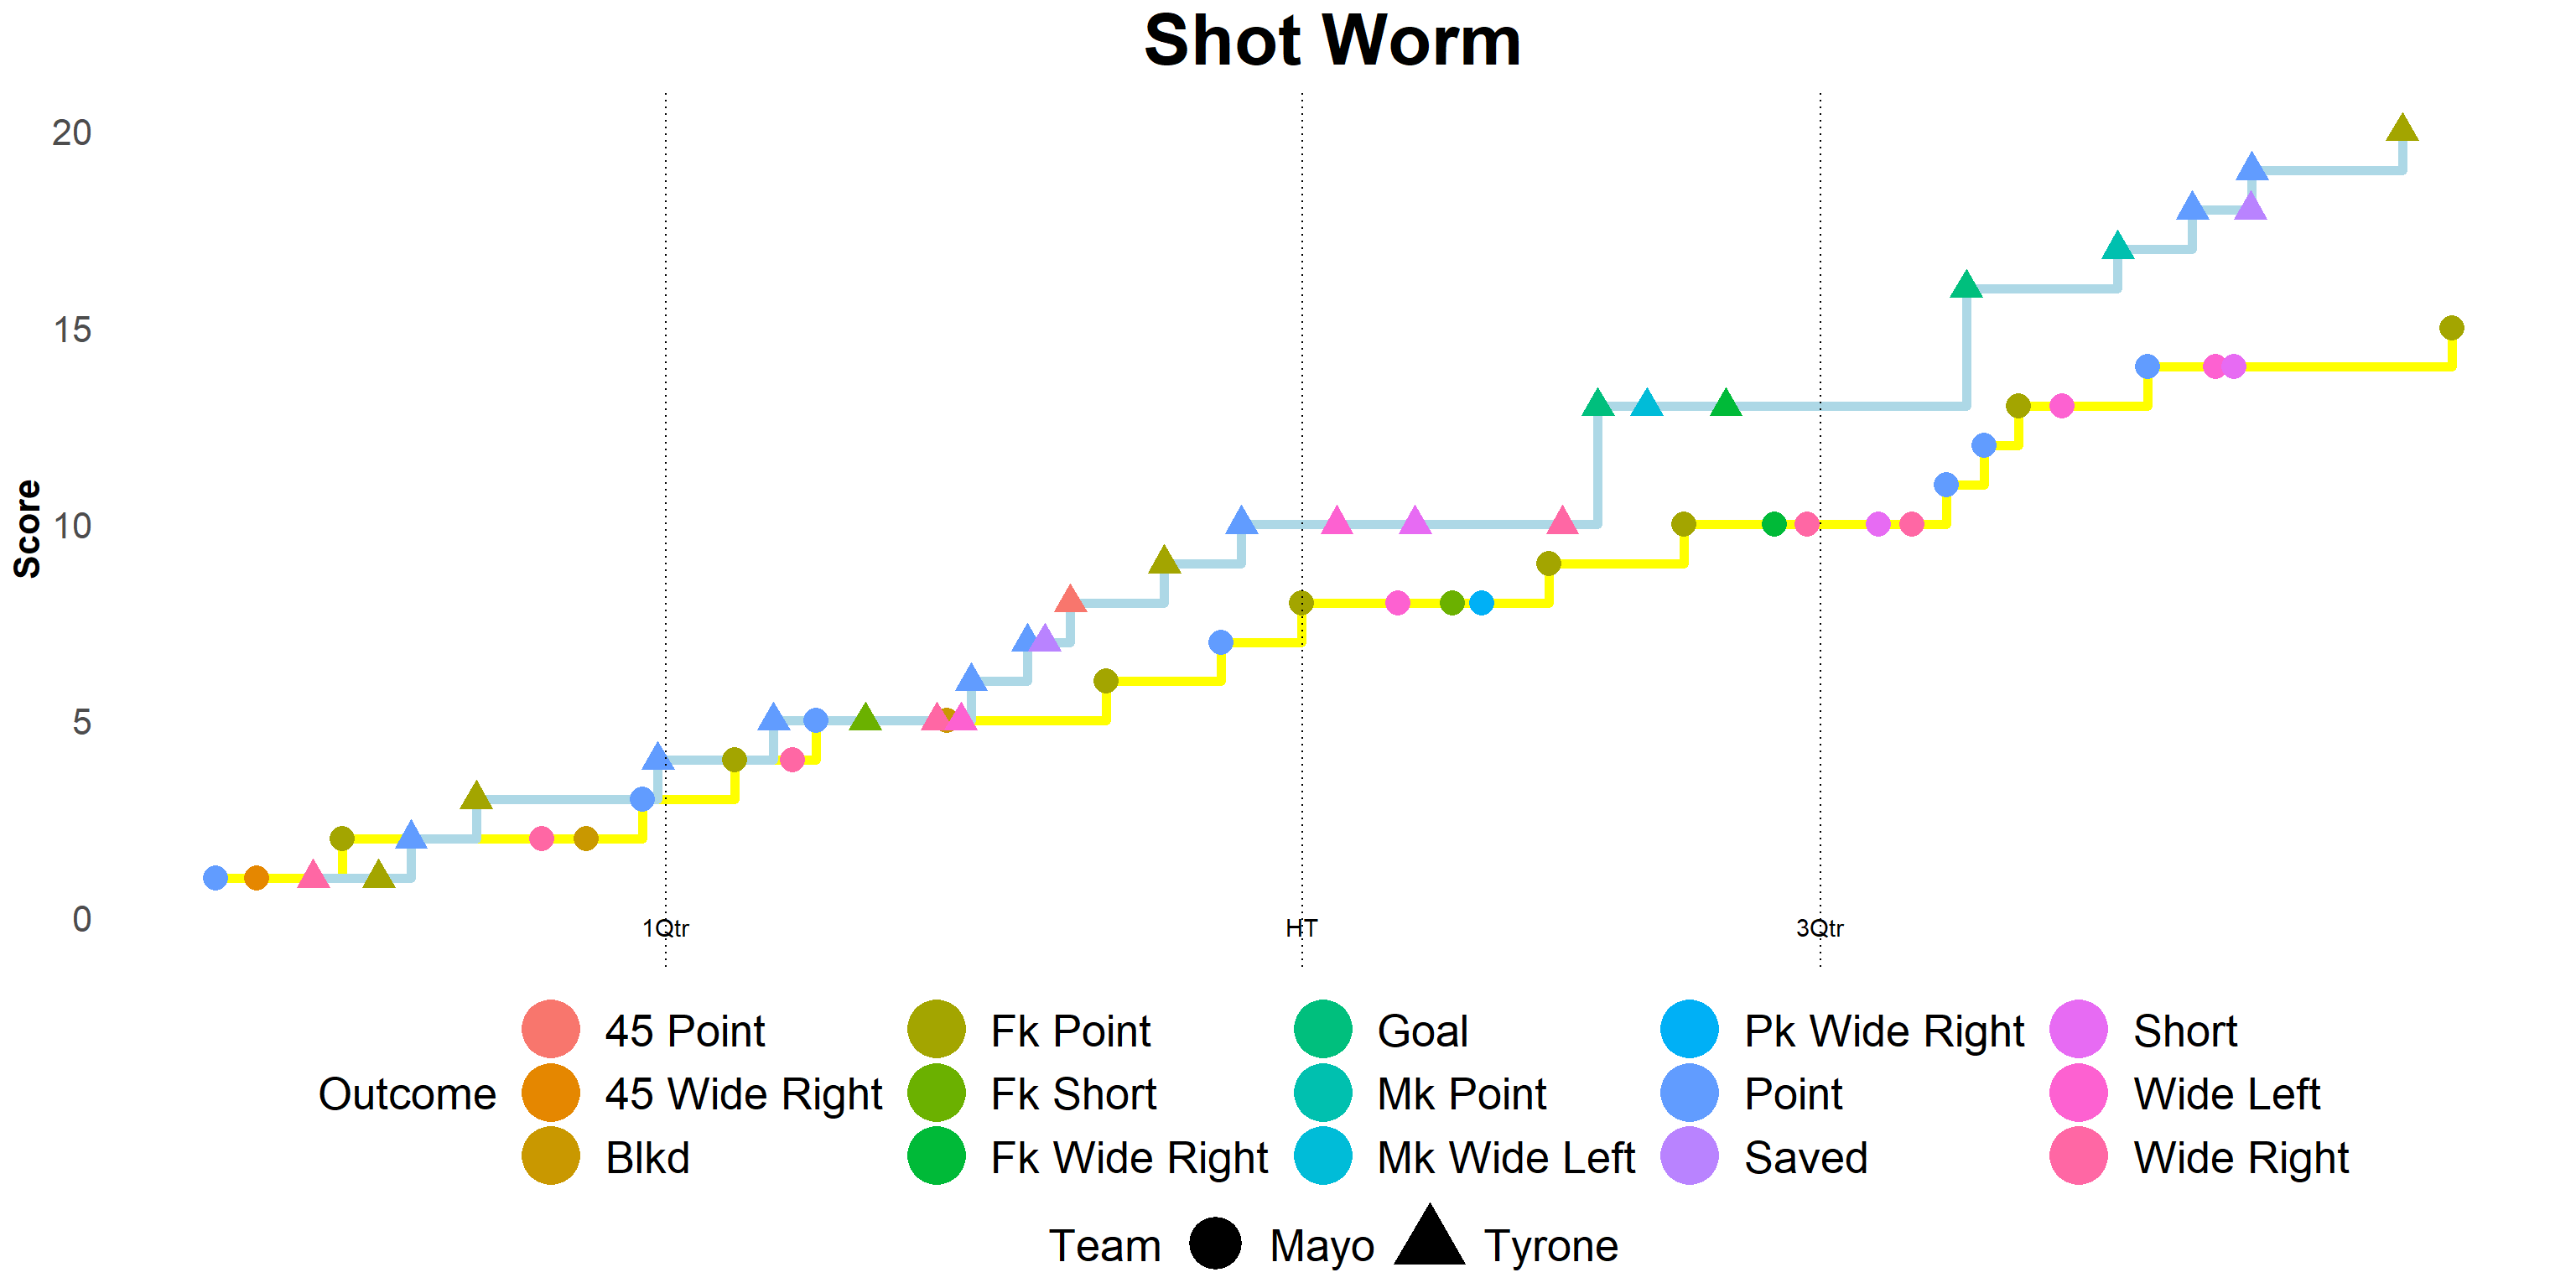 Shot Worm
20
15
10
5
0
Score
1Qtr HT 3Qtr
Outcome
45 Point Fk Point Goal Pk Wide Right Short
45 Wide Right Fk Short Mk Point Point Wide Left
Blkd Fk Wide Right Mk Wide Left Saved Wide Right
Team Mayo Tyrone